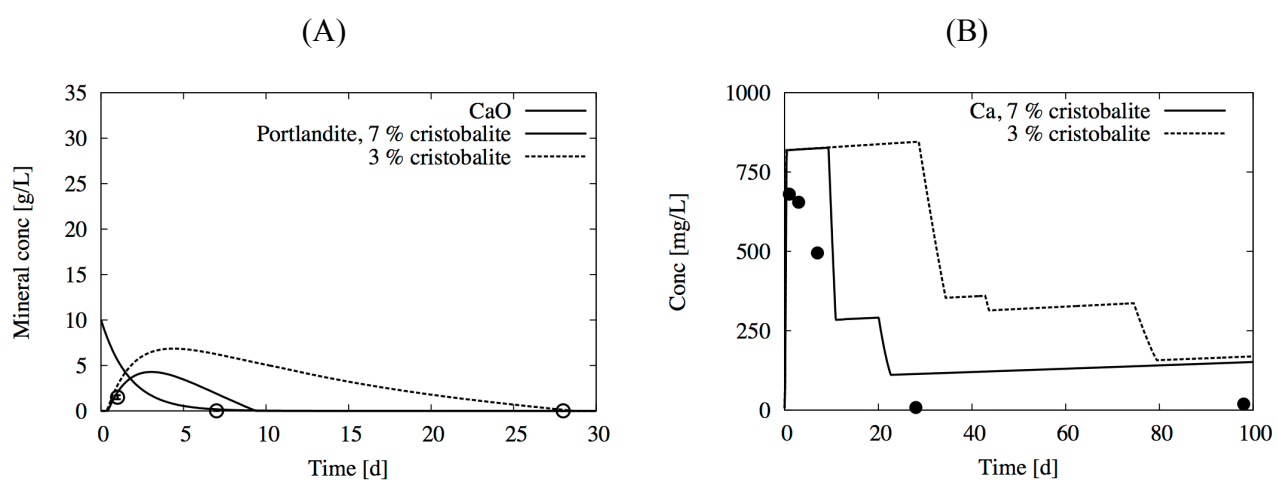 (A)
(B)
35
30
25
20
15
10
5
0
Mineral conc [g/L]
CaO
Portlandite, 7 % cristobalite
3 % cristobalite
0 5 10 15 20 25 30
Time [d]
1000
750
500
250
0
Conc [mg/L]
Ca, 7 % cristobalite
3 % cristobalite
0 20 40 60 80 100
Time [d]